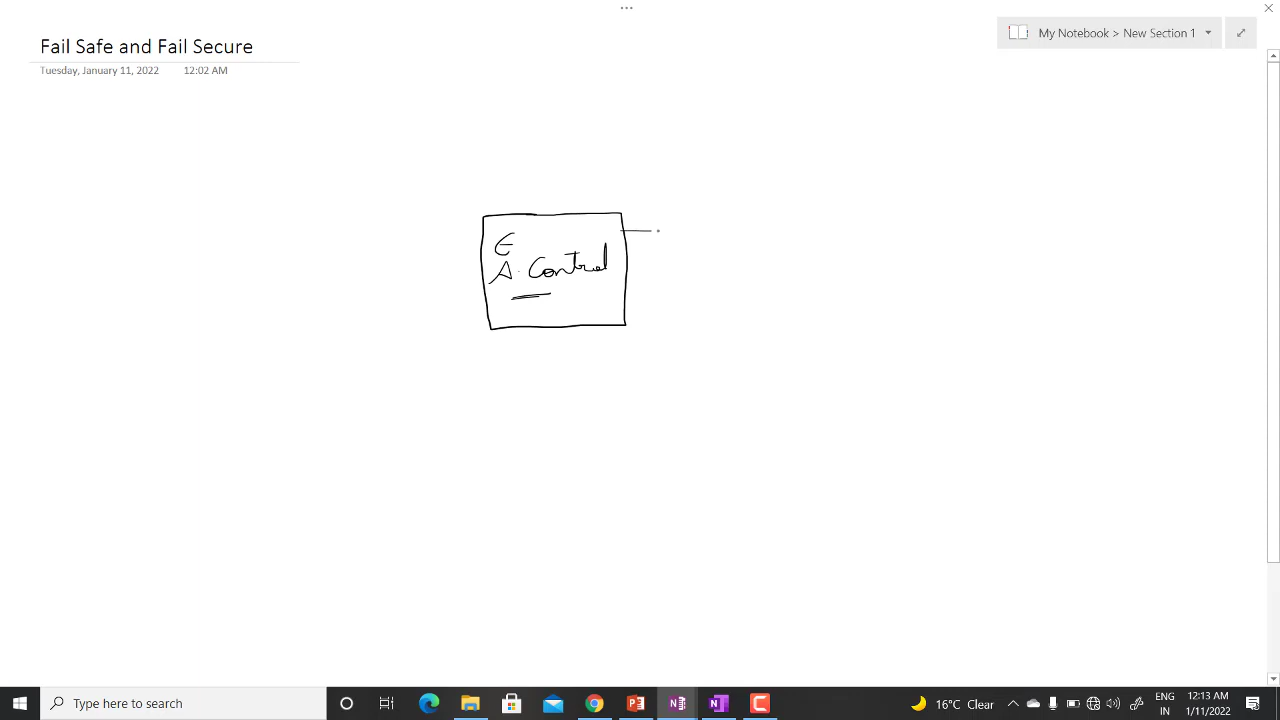 Fail Safe and Fail Secure
Tuesday, January 11, 2022 12:02 AM
My Notebook > New Section 1
E
A. Control
Type here to search
16°C Clear
ENG
IN
12:13 AM
1/11/2022